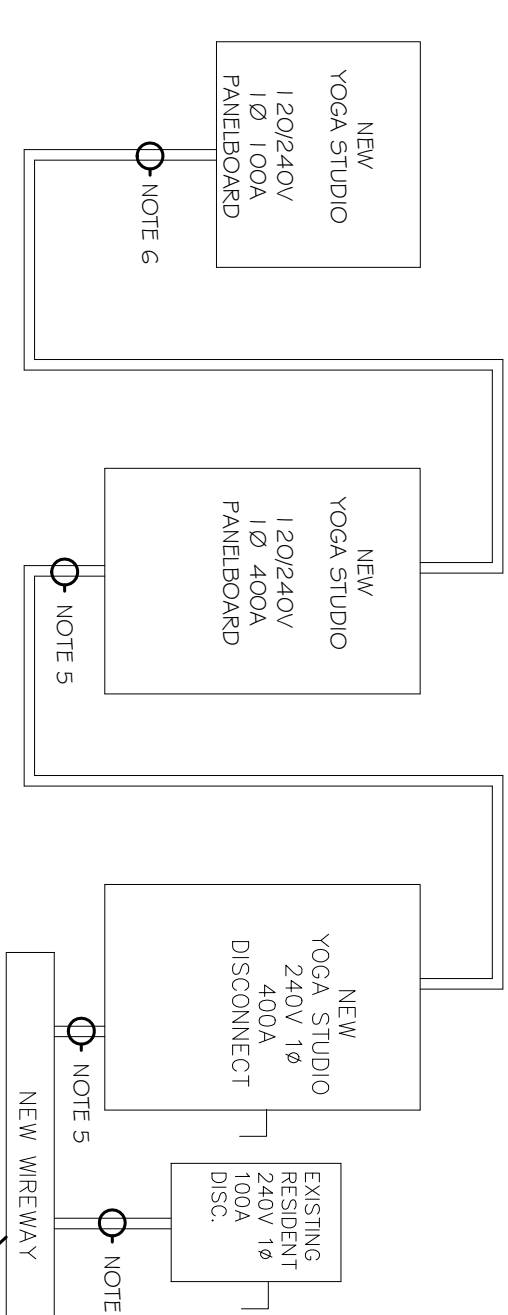 NEW
YOGA STUDIO
120/240V
1Ø 100A
PANELBOARD
NOTE 6
NEW
YOGA STUDIO
120/240V
1Ø 400A
PANELBOARD
NOTE 5
NEW
YOGA STUDIO
240V 1Ø
400A
DISCONNECT
NOTE 5
EXISTING
RESIDENT
240V 1Ø
100A
DISC.
NOTE
NEW WIREWAY